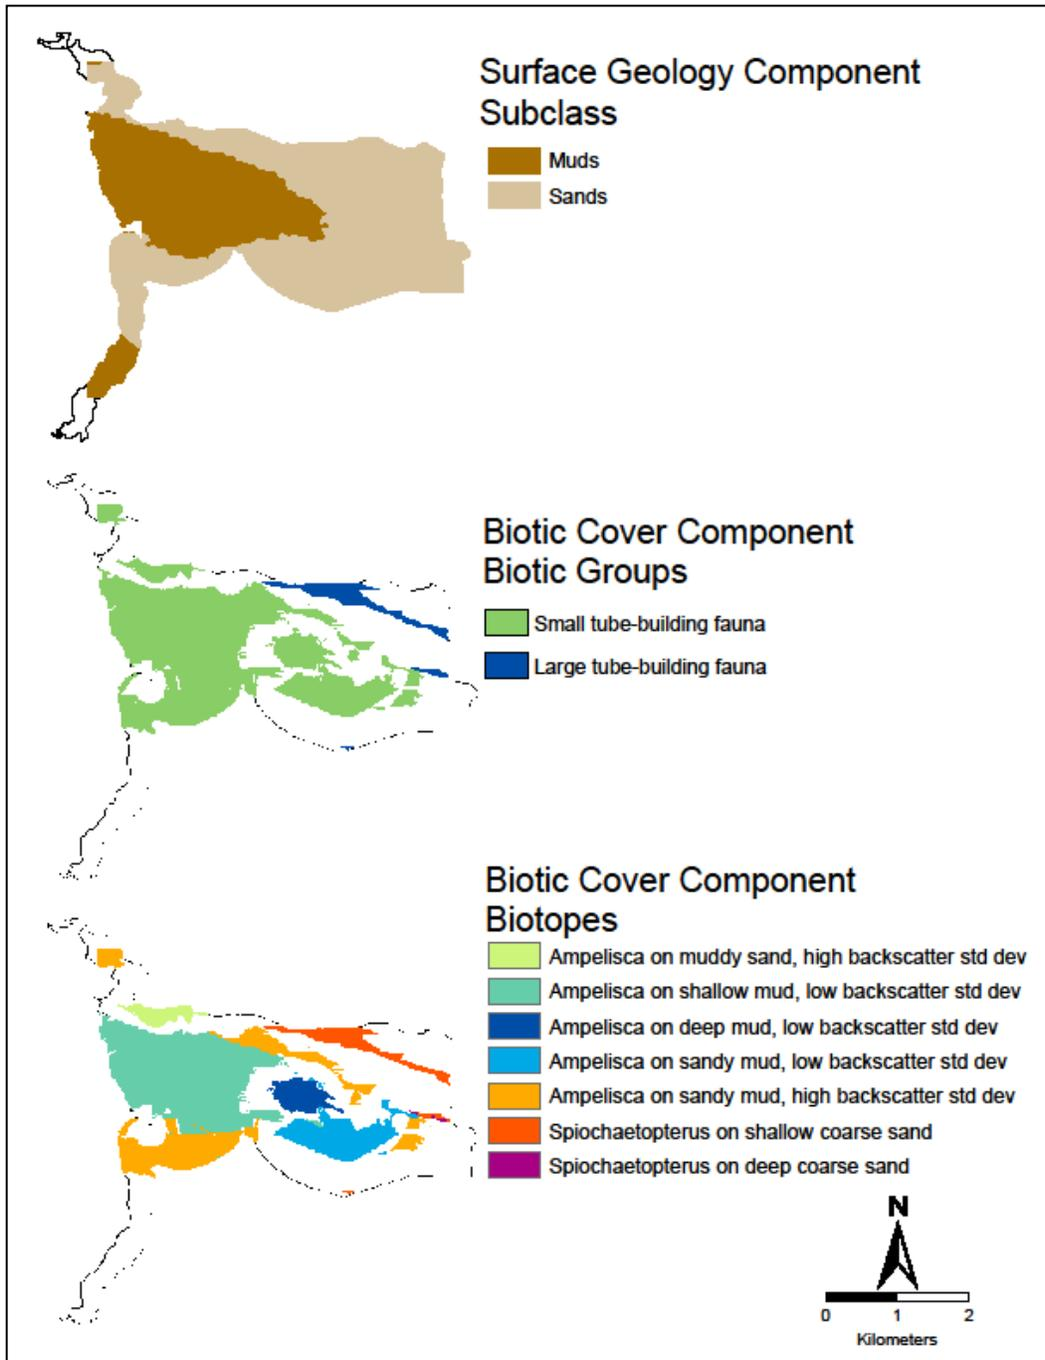 Surface Geology Component
Subclass
Muds
Sands
Biotic Cover Component
Biotic Groups
Small tube-building fauna
Large tube-building fauna
Biotic Cover Component
Biotopes
Ampelisca on muddy sand, high backscatter std dev
Ampelisca on shallow mud, low backscatter std dev
Ampelisca on deep mud, low backscatter std dev
Ampelisca on sandy mud, low backscatter std dev
Ampelisca on sandy mud, high backscatter std dev
Spiochaetopterus on shallow coarse sand
Spiochaetopterus on deep coarse sand
N
0 1 2
Kilometers